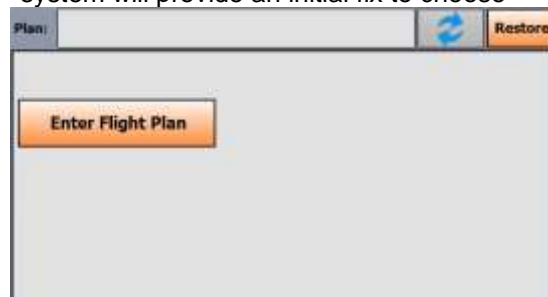 system will provide an initial fix to choose
Plan: Restore
Enter Flight Plan